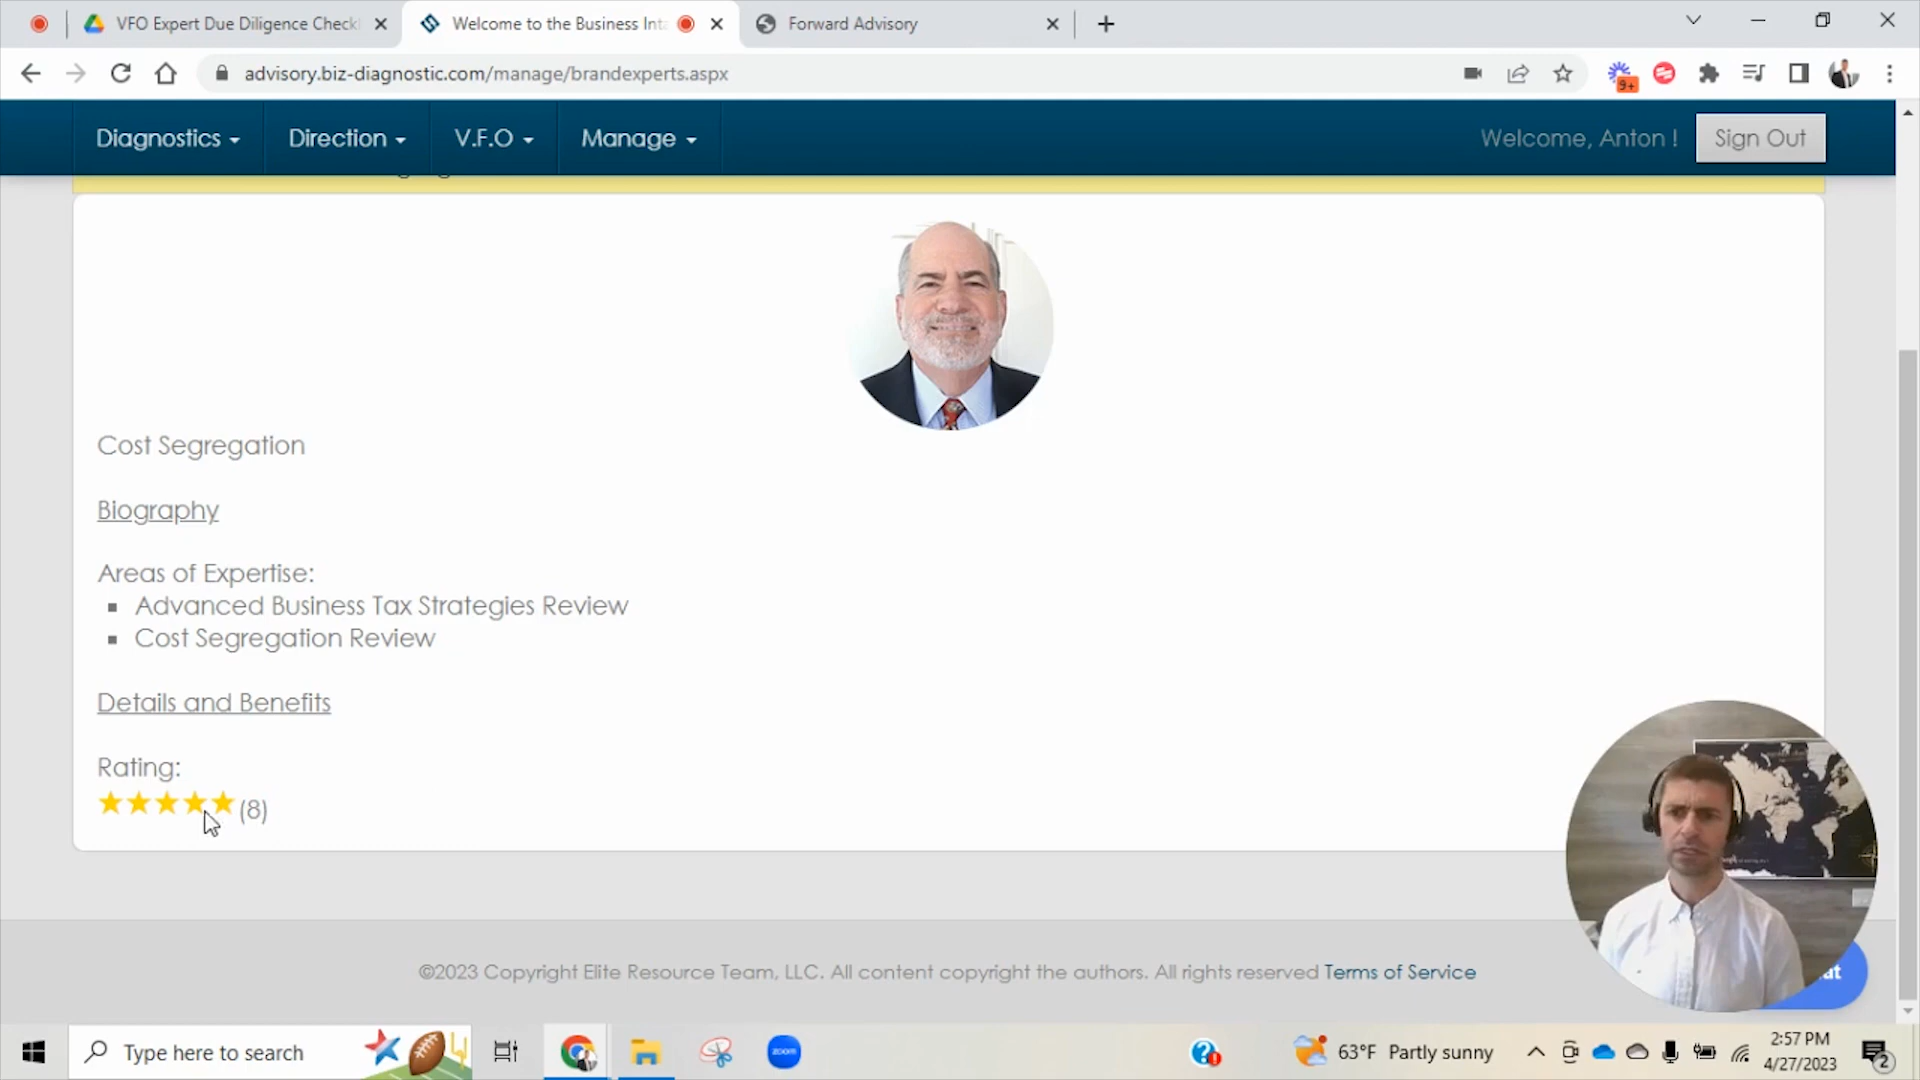 VFO Expert Due Diligence Check
Welcome to the Business Int
Forward Advisory
advisory.biz-diagnostic.com/manage/brandexperts.aspx
9+
Diagnostics
Direction
V.F.O
Manage
Welcome, Anton !
Sign Out
Cost Segregation
Biography
Areas of Expertise:
Advanced Business Tax Strategies Review
Cost Segregation Review
Details and Benefits
Rating:
(8)
©2023 Copyright Elite Resource Team, LLC. All content copyright the authors. All rights reserved Terms of Service
Type here to search
zoom
63°F Partly sunny
2:57 PM
4/27/2023
2